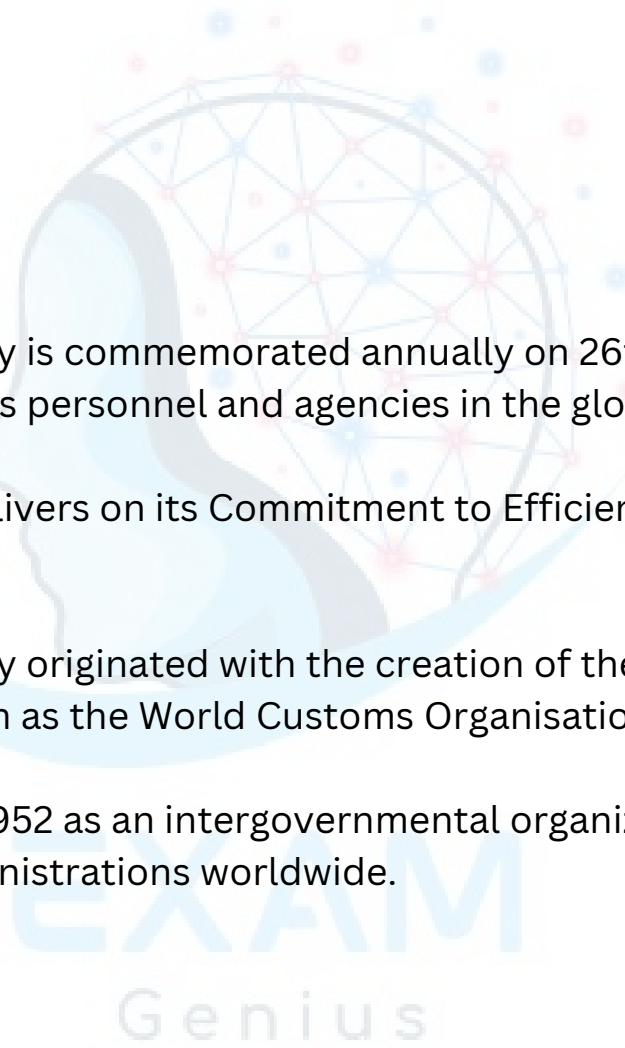 y is commemorated annually on 26
s personnel and agencies in the glo
livers on its Commitment to Efficien
y originated with the creation of the
n as the World Customs Organisatio
952 as an intergovernmental organiz
nistrations worldwide.
EXAM
Genius